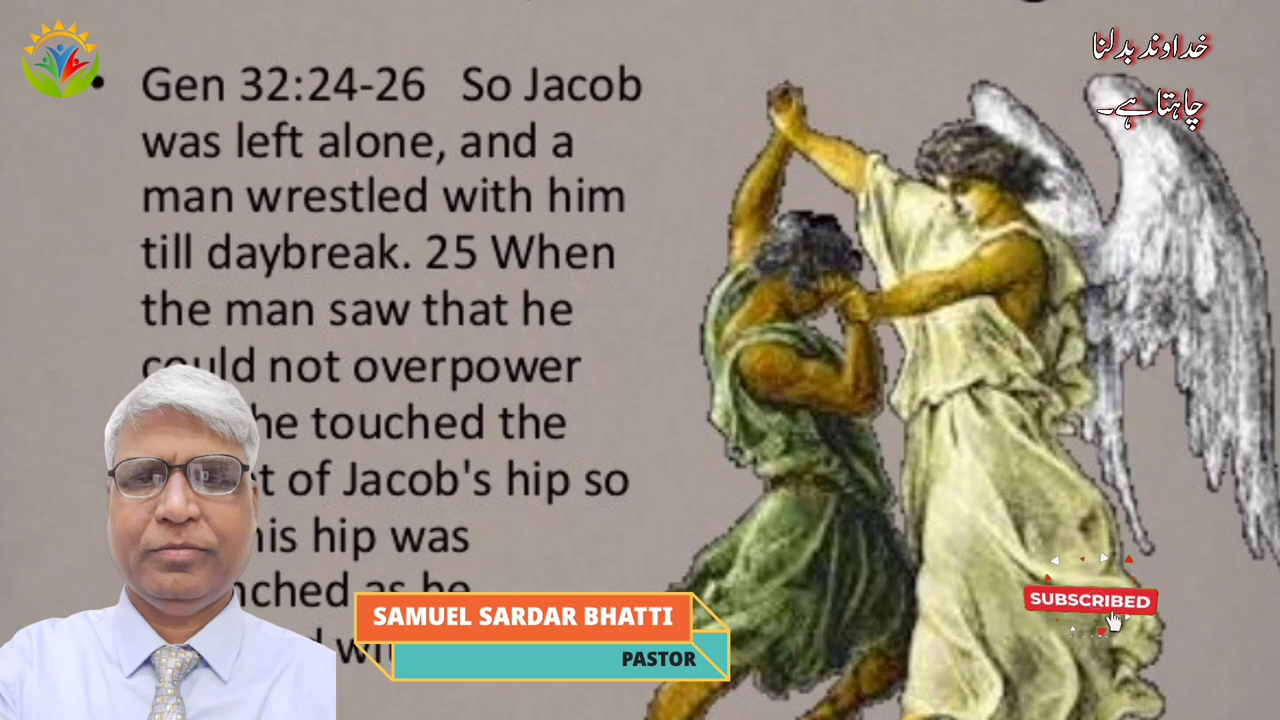 خداوند بدلنا
چاہتا ہے۔
• Gen 32:24-26 So Jacob
was left alone, and a
man wrestled with him
till daybreak. 25 When
the man saw that he
could not overpower
he touched the
of Jacob's hip so
his hip was
as he
SAMUEL SARDAR BHATTI
PASTOR
SUBSCRIBED